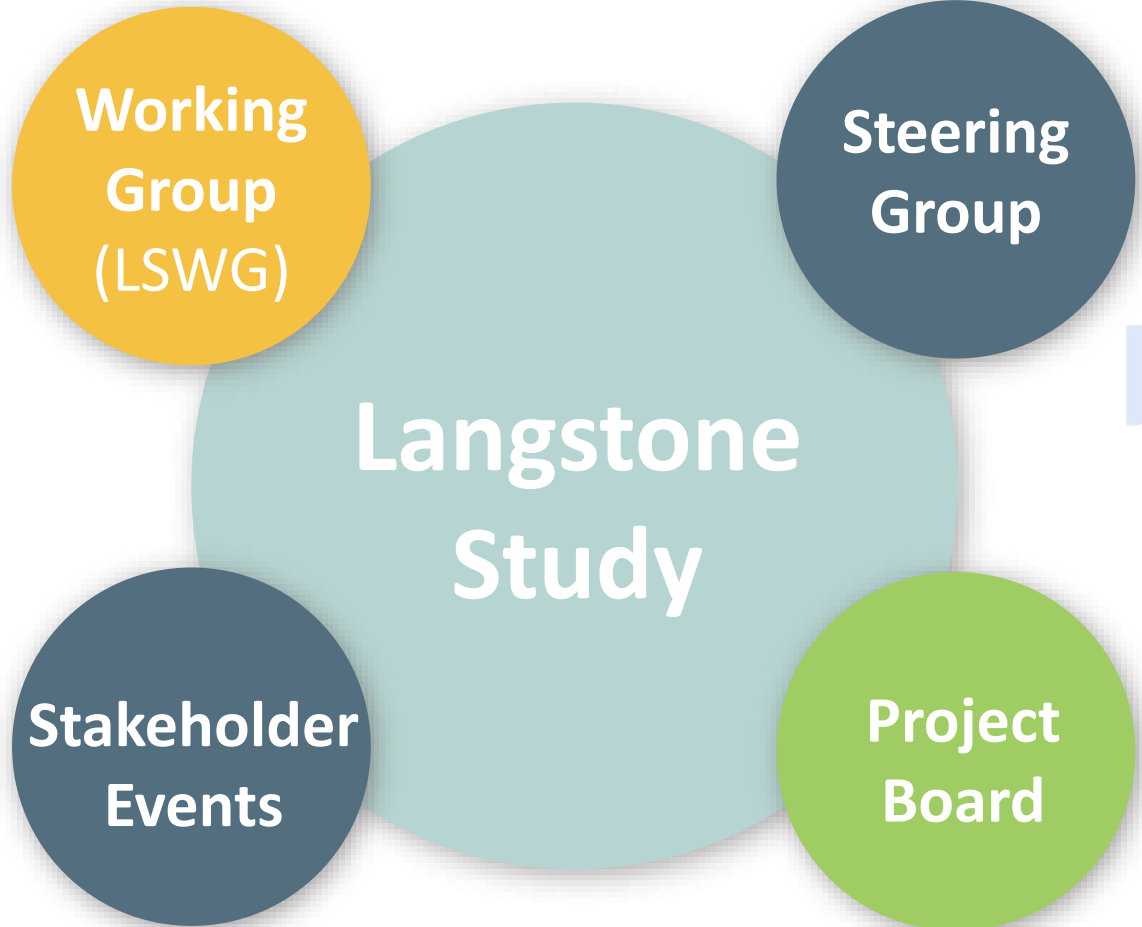 Working
Group
(LSWG)
Steering
Group
Langstone
Study
Stakeholder
Events
Project
Board